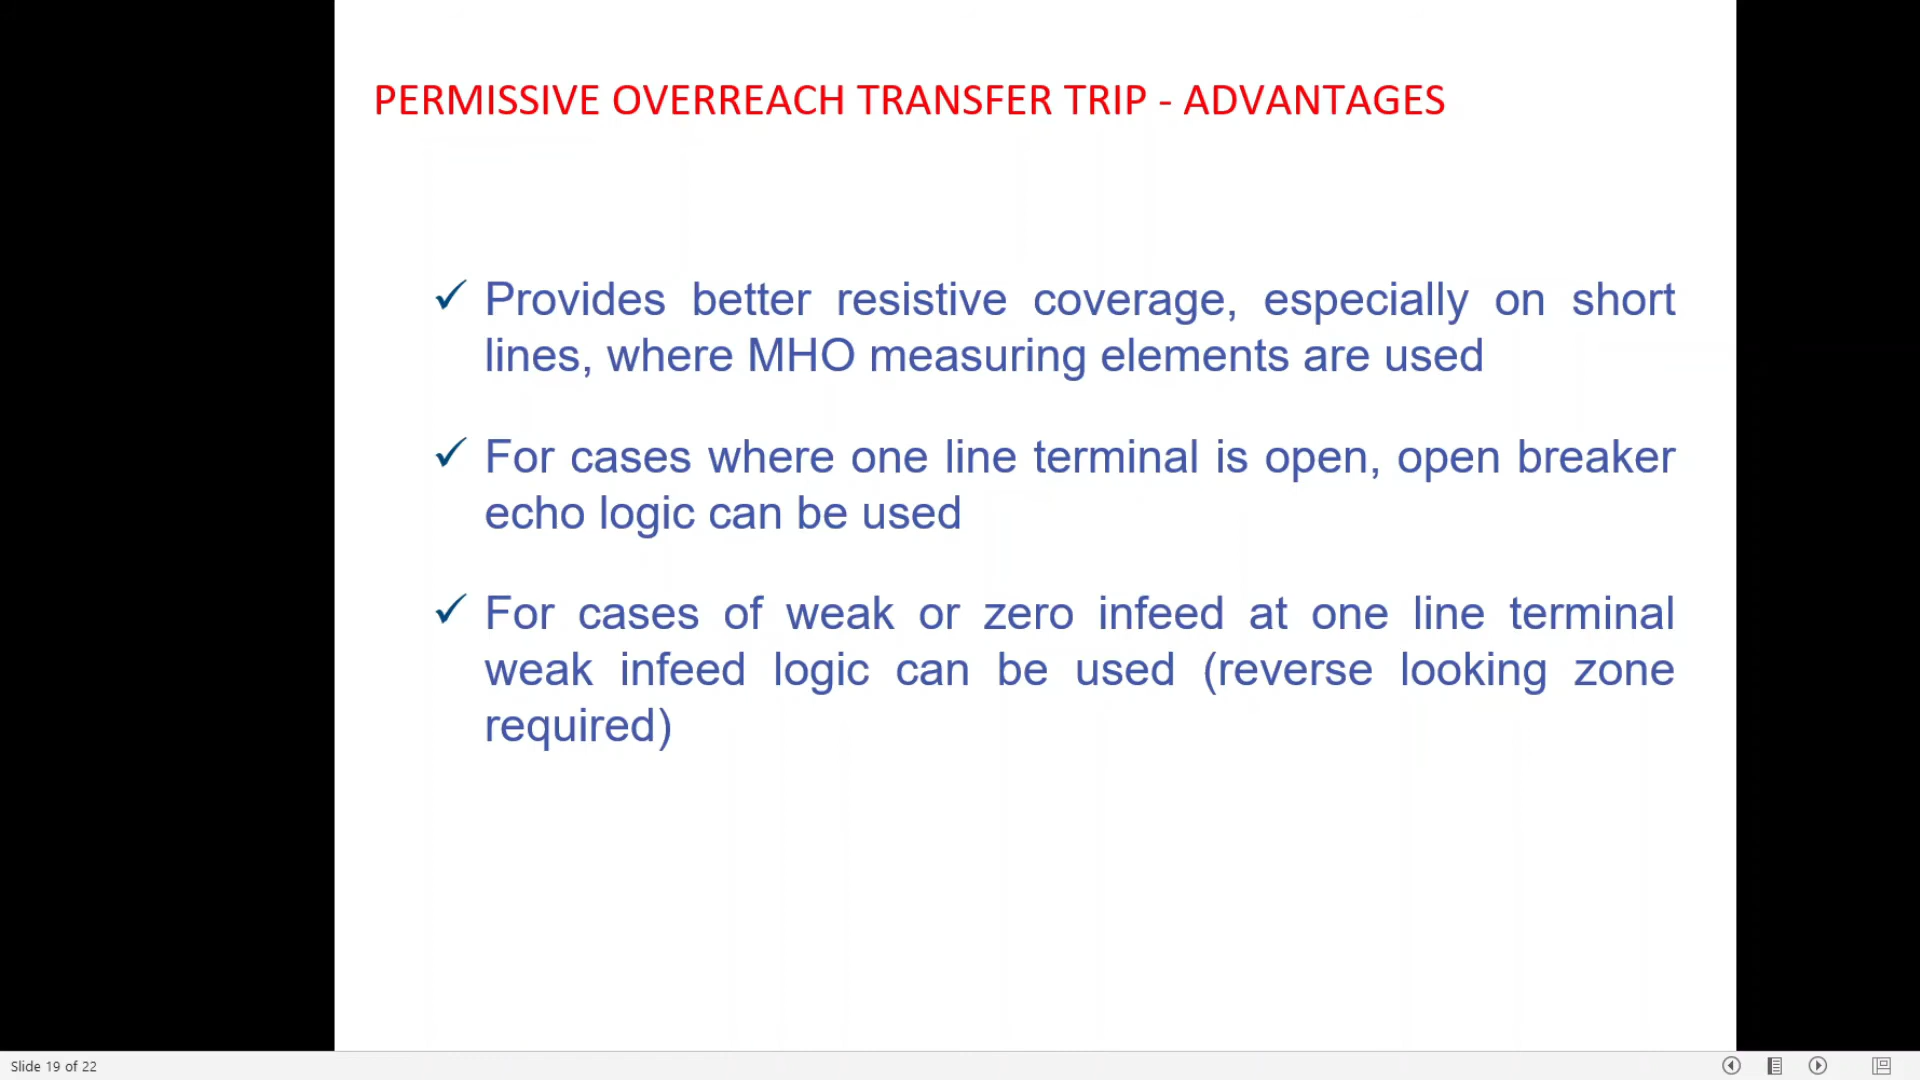 PERMISSIVE OVERREACH TRANSFER TRIP - ADVANTAGES
✓ Provides better resistive coverage, especially on short
lines, where MHO measuring elements are used
✓ For cases where one line terminal is open, open breaker
echo logic can be used
✓ For cases of weak or zero infeed at one line terminal
weak infeed logic can be used (reverse looking zone
required)
Slide 19 of 22